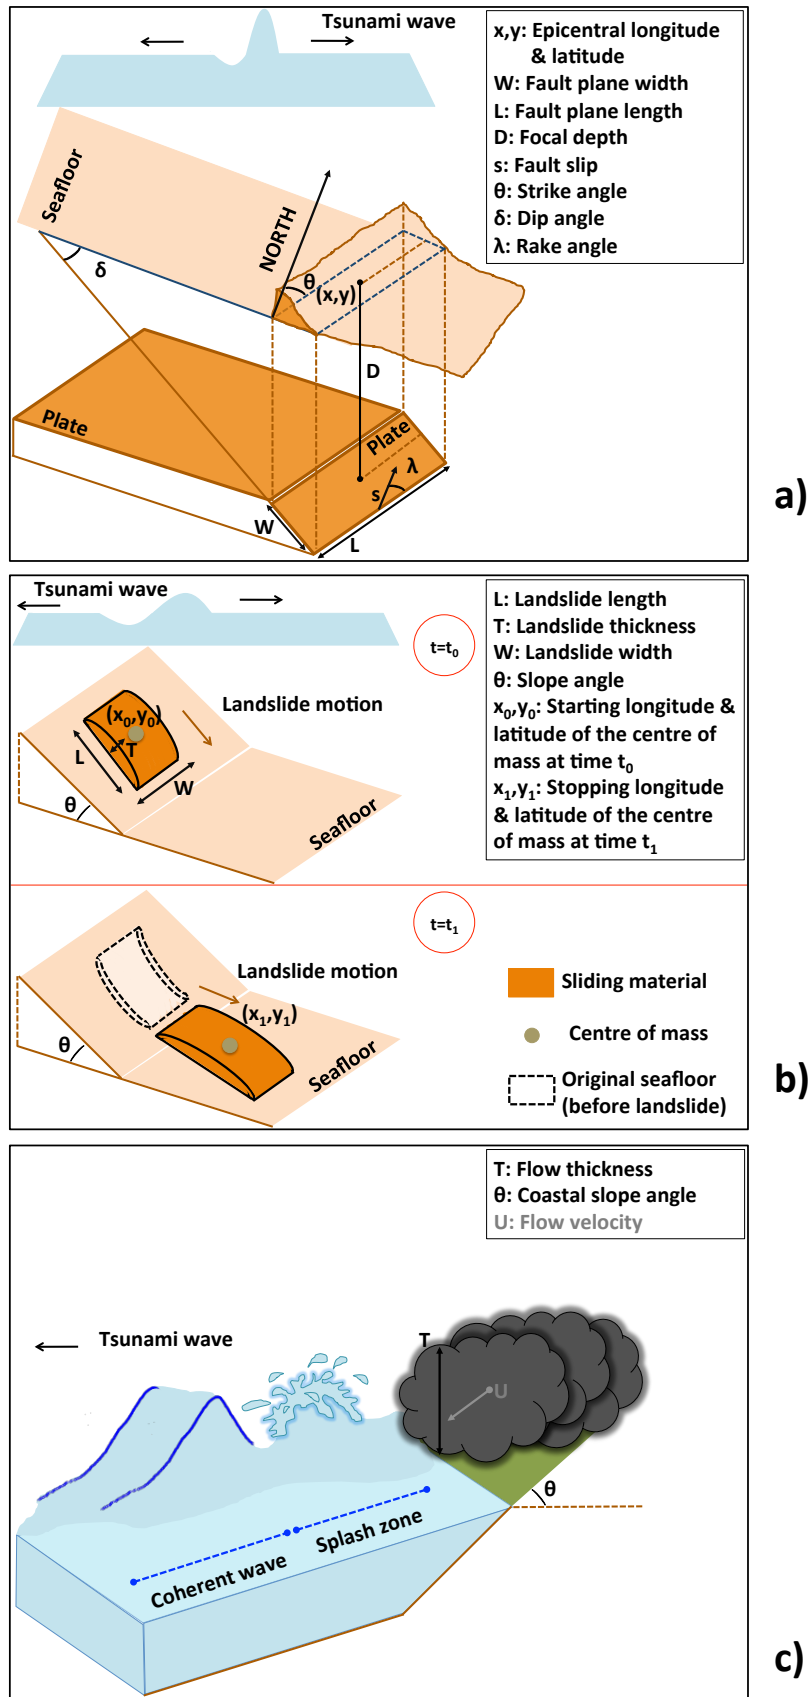 Tsunami wave
x,y: Epicentral longitude
& latitude
W: Fault plane width
L: Fault plane length
D: Focal depth
s: Fault slip
θ: Strike angle
δ: Dip angle
λ: Rake angle
Seafloor
NORTH
δ
θ
(x,y)
D
Plate
Plate
λ
s
W
L
a)
Tsunami wave
t=t₀
L: Landslide length
T: Landslide thickness
W: Landslide width
θ: Slope angle
x₀,y₀: Starting longitude &
latitude of the centre of
mass at time t₀
x₁,y₁: Stopping longitude
& latitude of the centre
of mass at time t₁
(x₀,y₀)
Landslide motion
T
L
W
θ
Seafloor
t=t₁
Landslide motion
(x₁,y₁)
θ
Seafloor
Sliding material
Centre of mass
Original seafloor
(before landslide)
b)
T: Flow thickness
θ: Coastal slope angle
U: Flow velocity
Tsunami wave
T
U
θ
Splash zone
Coherent wave
c)